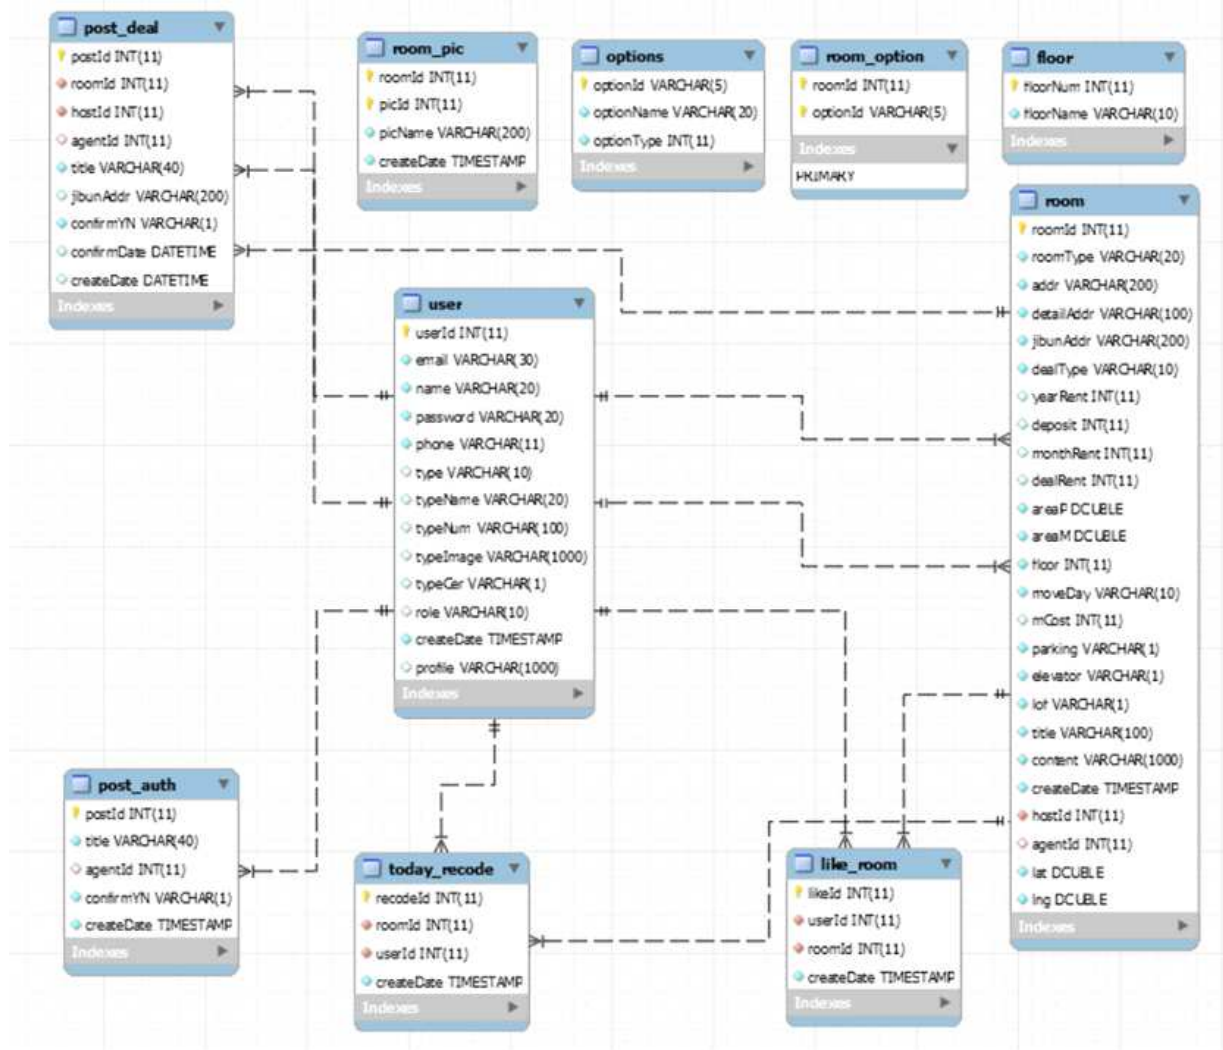 post_deal
postId INT(11)
roomId INT(11)
hostId INT(11)
agentId INT(11)
title VARCHAR(40)
jibunAddr VARCHAR(200)
confirmYN VARCHAR(1)
confirmDate DATETIME
createDate DATETIME
Indexes
room_pic
roomId INT(11)
picId INT(11)
picName VARCHAR(200)
createDate TIMESTAMP
Indexes
options
optionId VARCHAR(5)
optionName VARCHAR(20)
optionType INT(11)
Indexes
room_option
roomId INT(11)
optionId VARCHAR(5)
Indexes
PRIMARY
floor
floorNum INT(11)
floorName VARCHAR(10)
Indexes
user
userId INT(11)
email VARCHAR(30)
name VARCHAR(20)
password VARCHAR(20)
phone VARCHAR(11)
type VARCHAR(10)
typeName VARCHAR(20)
typeNum VARCHAR(100)
typeImage VARCHAR(1000)
typeCer VARCHAR(1)
role VARCHAR(10)
createDate TIMESTAMP
profile VARCHAR(1000)
Indexes
room
roomId INT(11)
roomType VARCHAR(20)
addr VARCHAR(200)
detailAddr VARCHAR(100)
jibunAddr VARCHAR(200)
dealType VARCHAR(10)
yearRent INT(11)
deposit INT(11)
monthRent INT(11)
dealRent INT(11)
areaP DOUBLE
areaM DOUBLE
floor INT(11)
moveDay VARCHAR(10)
mCost INT(11)
parking VARCHAR(1)
elevator VARCHAR(1)
lof VARCHAR(1)
title VARCHAR(100)
content VARCHAR(1000)
createDate TIMESTAMP
hostId INT(11)
agentId INT(11)
lat DOUBLE
lng DOUBLE
Indexes
post_auth
postId INT(11)
title VARCHAR(40)
agentId INT(11)
confirmYN VARCHAR(1)
createDate TIMESTAMP
Indexes
today_recode
recodeId INT(11)
roomId INT(11)
userId INT(11)
createDate TIMESTAMP
Indexes
like_room
likeId INT(11)
userId INT(11)
roomId INT(11)
createDate TIMESTAMP
Indexes